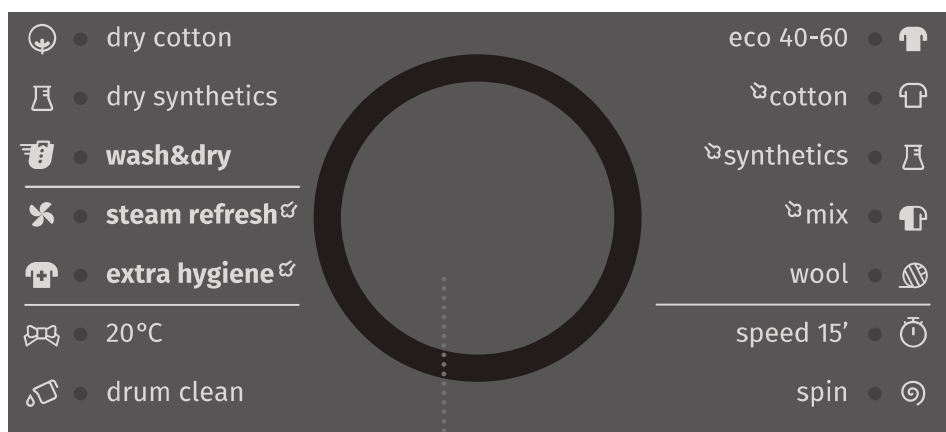 dry cotton
dry synthetics
wash&dry
steam refresh
extra hygiene
20°C
drum clean
eco 40-60
cotton
synthetics
mix
wool
speed 15’
spin